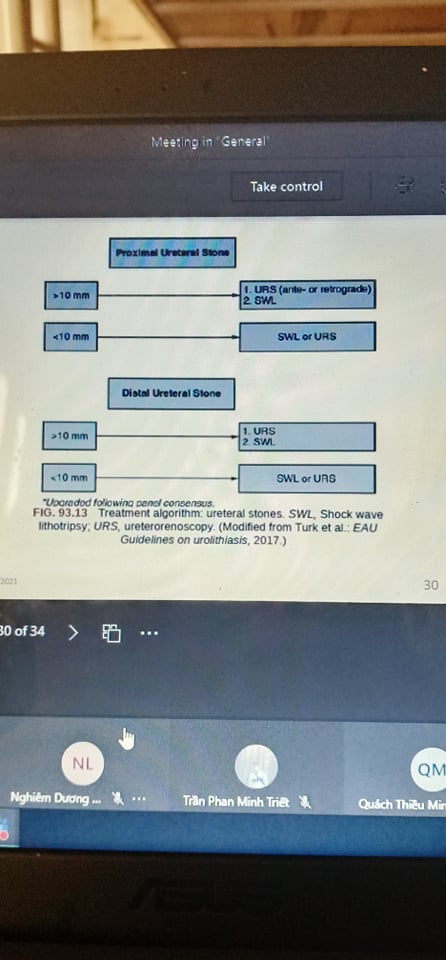 Meeting in "General"
Take control
Proximal Ureteral Stone
>10 mm
1. URS (ante- or retrograde)
2. SWL
<10 mm
SWL or URS
Distal Ureteral Stone
>10 mm
1. URS
2. SWL
<10 mm
SWL or URS
*Upgraded following panel consensus.
FIG. 93.13 Treatment algorithm: ureteral stones. SWL, Shock wave
lithotripsy; URS, ureterorenoscopy. (Modified from Turk et al.: EAU
Guidelines on urolithiasis, 2017.)
2021
30
30 of 34
NL
QM
Nghiêm Dương ...
Trần Phan Minh Triết
Quách Thiều Min
ASUS